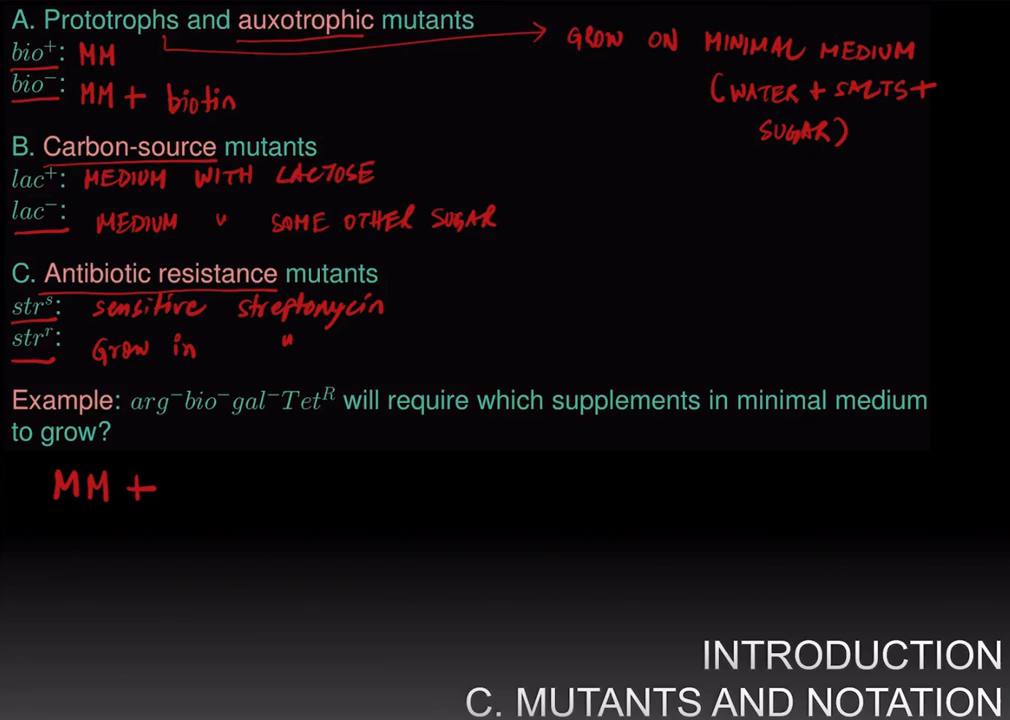 A. Prototrophs and auxotrophic mutants
GROW ON MINIMAL MEDIUM
(WATER + SALTS +
SUGAR)
bio⁺: MM
bio⁻: MM + biotin
B. Carbon-source mutants
lac⁺: MEDIUM WITH LACTOSE
lac⁻: MEDIUM " SOME OTHER SUGAR
C. Antibiotic resistance mutants
strˢ: sensitive streptomycin
strʳ: Grow in "
Example: arg⁻bio⁻gal⁻Tetᴿ will require which supplements in minimal medium
to grow?
MM +
INTRODUCTION
C. MUTANTS AND NOTATION